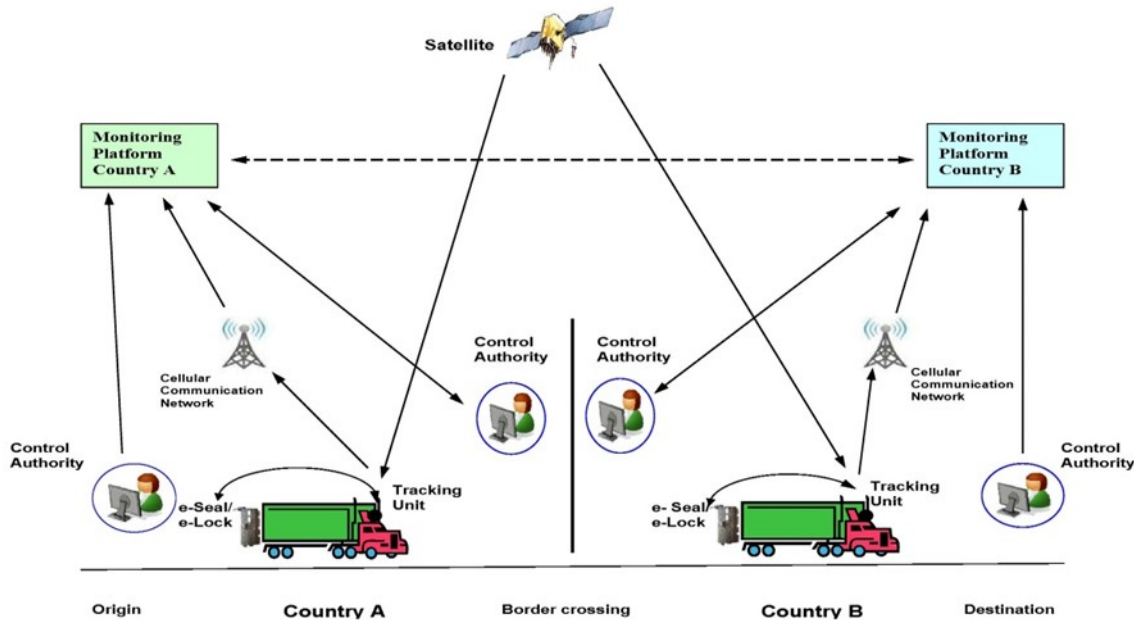 Satellite
Monitoring
Platform
Country A
Monitoring
Platform
Country B
Control
Authority
Control
Authority
Cellular
Communication
Network
Cellular
Communication
Network
Control
Authority
Control
Authority
e-Seal/
e-Lock
Tracking
Unit
e- Seal/
e-Lock
Tracking
Unit
Origin
Country A
Border crossing
Country B
Destination